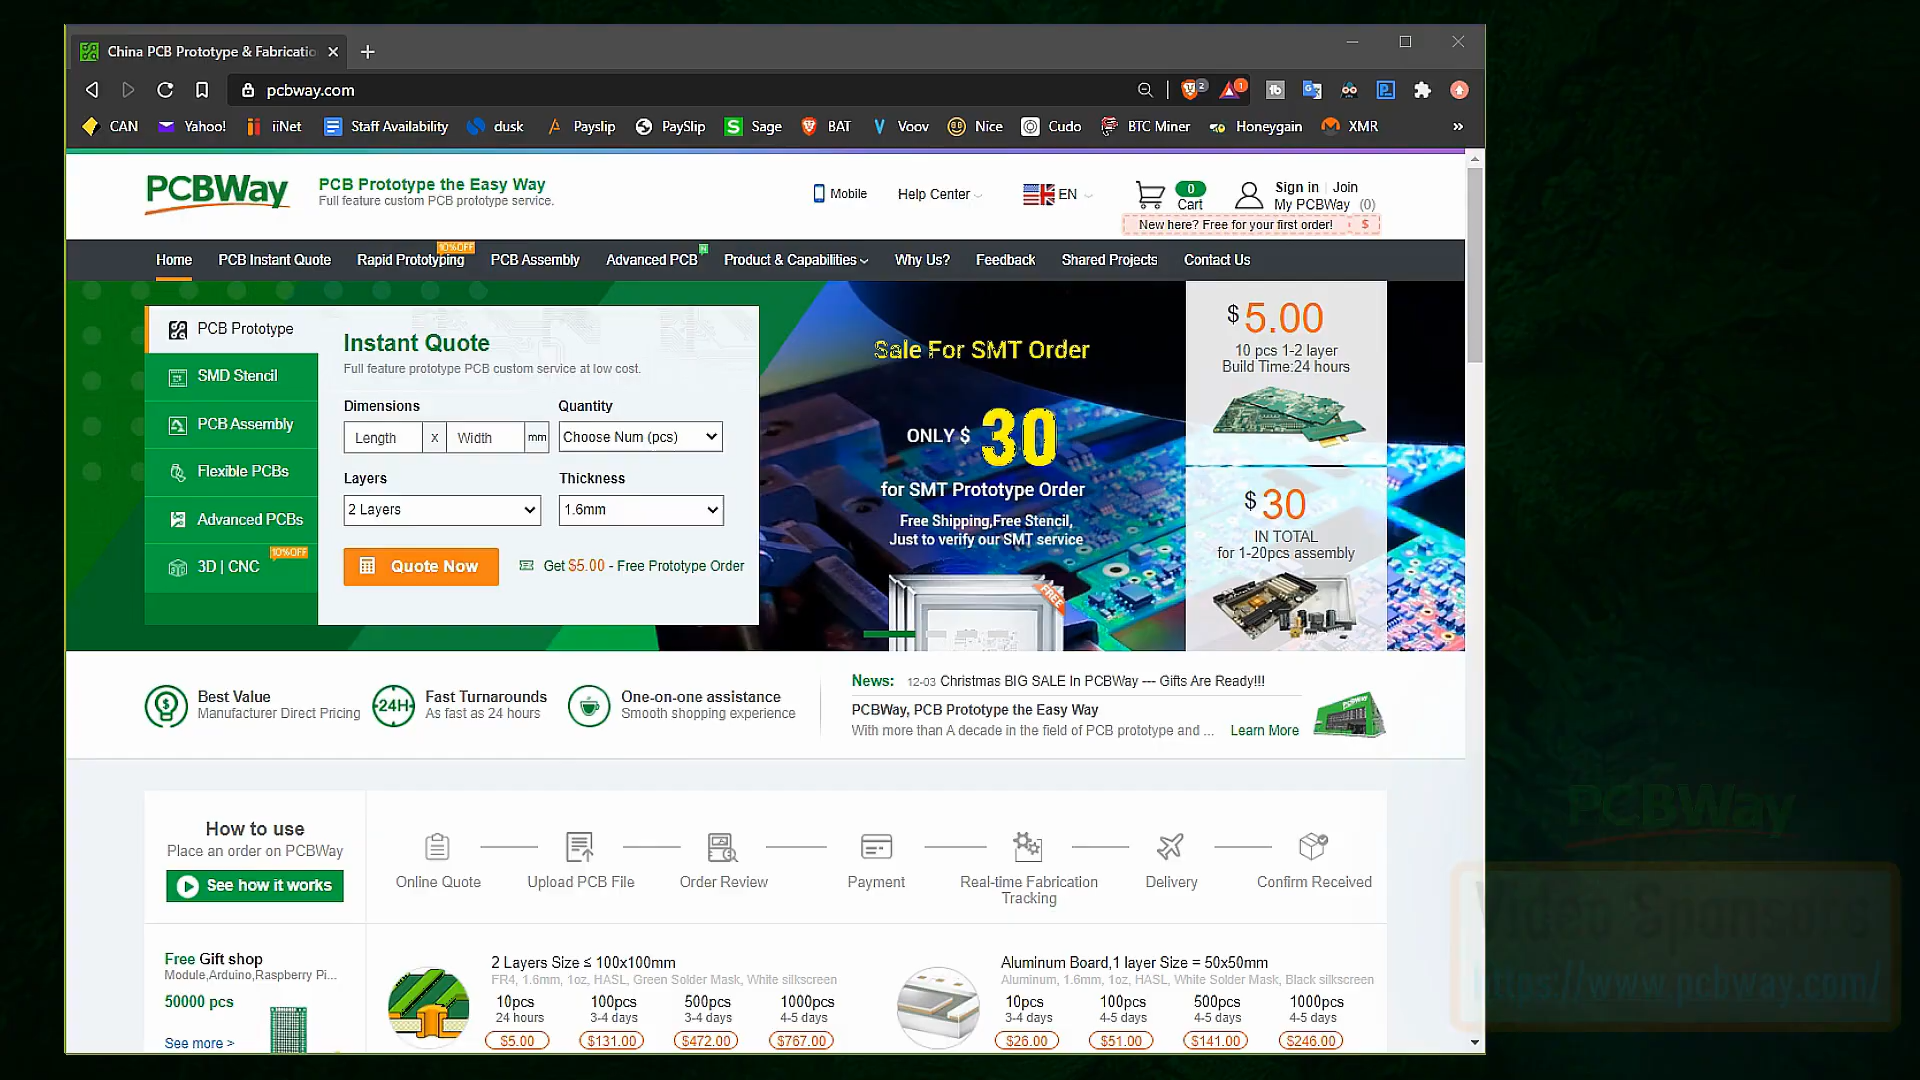 China PCB Prototype & Fabricatio
pcbway.com
2
1
CAN
Yahoo!
iiNet
Staff Availability
dusk
Payslip
PaySlip
Sage
BAT
Voov
Nice
Cudo
BTC Miner
Honeygain
XMR
»
PCBWay
PCB Prototype the Easy Way
Full feature custom PCB prototype service.
Mobile
Help Center
EN
0
Cart
Sign in | Join
My PCBWay (0)
New here? Free for your first order! $
Home
PCB Instant Quote
Rapid Prototyping
10%OFF
PCB Assembly
Advanced PCB
N
Product & Capabilities
Why Us?
Feedback
Shared Projects
Contact Us
PCB Prototype
SMD Stencil
PCB Assembly
Flexible PCBs
Advanced PCBs
10%OFF
3D | CNC
Instant Quote
Full feature prototype PCB custom service at low cost.
Dimensions
Quantity
Length x Width mm
Choose Num (pcs)
Layers
Thickness
2 Layers
1.6mm
Quote Now
Get $5.00 - Free Prototype Order
Sale For SMT Order
ONLY $ 30
for SMT Prototype Order
Free Shipping,Free Stencil,
Just to verify our SMT service
FREE
$5.00
10 pcs 1-2 layer
Build Time:24 hours
$30
IN TOTAL
for 1-20pcs assembly
Best Value
Manufacturer Direct Pricing
24H
Fast Turnarounds
As fast as 24 hours
One-on-one assistance
Smooth shopping experience
News: 12-03 Christmas BIG SALE In PCBWay --- Gifts Are Ready!!!
PCBWay, PCB Prototype the Easy Way
With more than A decade in the field of PCB prototype and ... Learn More
PCBWay
How to use
Place an order on PCBWay
See how it works
Online Quote
Upload PCB File
Order Review
Payment
Real-time Fabrication
Tracking
Delivery
Confirm Received
Free Gift shop
Module,Arduino,Raspberry Pi...
50000 pcs
See more >
2 Layers Size ≤ 100x100mm
FR4, 1.6mm, 1oz, HASL, Green Solder Mask, White silkscreen
10pcs 100pcs 500pcs 1000pcs
24 hours 3-4 days 3-4 days 4-5 days
$5.00 $131.00 $472.00 $767.00
Aluminum Board,1 layer Size = 50x50mm
Aluminum, 1.6mm, 1oz, HASL, White Solder Mask, Black silkscreen
10pcs 100pcs 500pcs 1000pcs
3-4 days 4-5 days 4-5 days 4-5 days
$26.00 $51.00 $141.00 $246.00
PCBWay
Video Sponsors
https://www.pcbway.com/